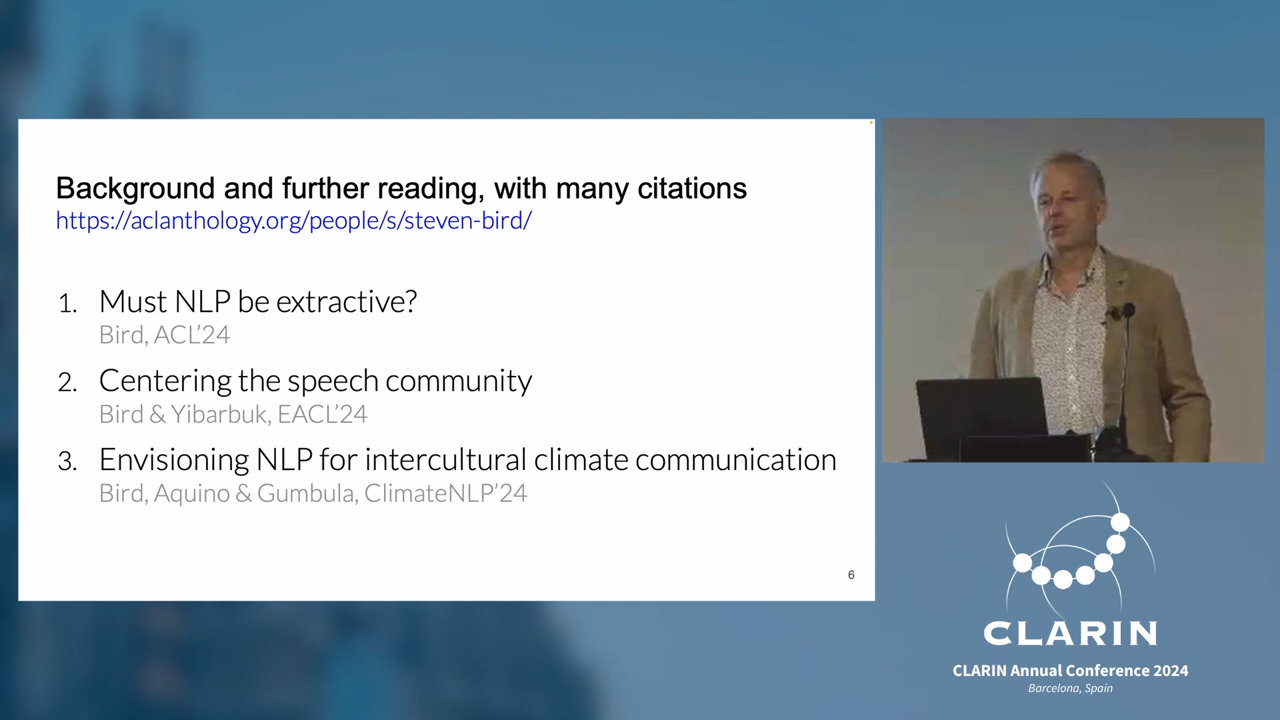 Background and further reading, with many citations
https://aclanthology.org/people/s/steven-bird/
1. Must NLP be extractive?
Bird, ACL’24
2. Centering the speech community
Bird & Yibarbuk, EACL’24
3. Envisioning NLP for intercultural climate communication
Bird, Aquino & Gumbula, ClimateNLP’24
6
CLARIN
CLARIN Annual Conference 2024
Barcelona, Spain